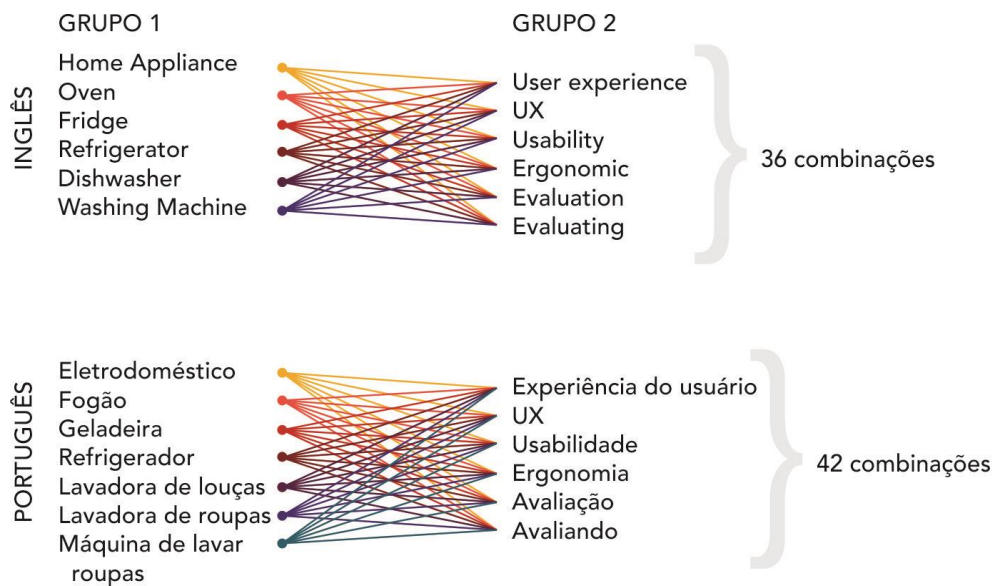 GRUPO 1
GRUPO 2
INGLÊS
Home Appliance
Oven
Fridge
Refrigerator
Dishwasher
Washing Machine
User experience
UX
Usability
Ergonomic
Evaluation
Evaluating
36 combinações
PORTUGUÊS
Eletrodoméstico
Fogão
Geladeira
Refrigerador
Lavadora de louças
Lavadora de roupas
Máquina de lavar
roupas
Experiência do usuário
UX
Usabilidade
Ergonomia
Avaliação
Avaliando
42 combinações